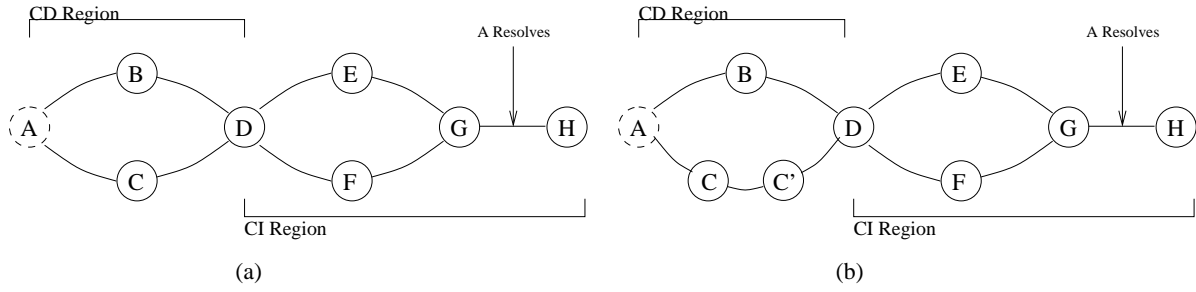 CD Region
A Resolves
B
E
A
D
G
H
C
F
CI Region
(a)
CD Region
A Resolves
B
E
A
D
G
H
C
C'
F
CI Region
(b)